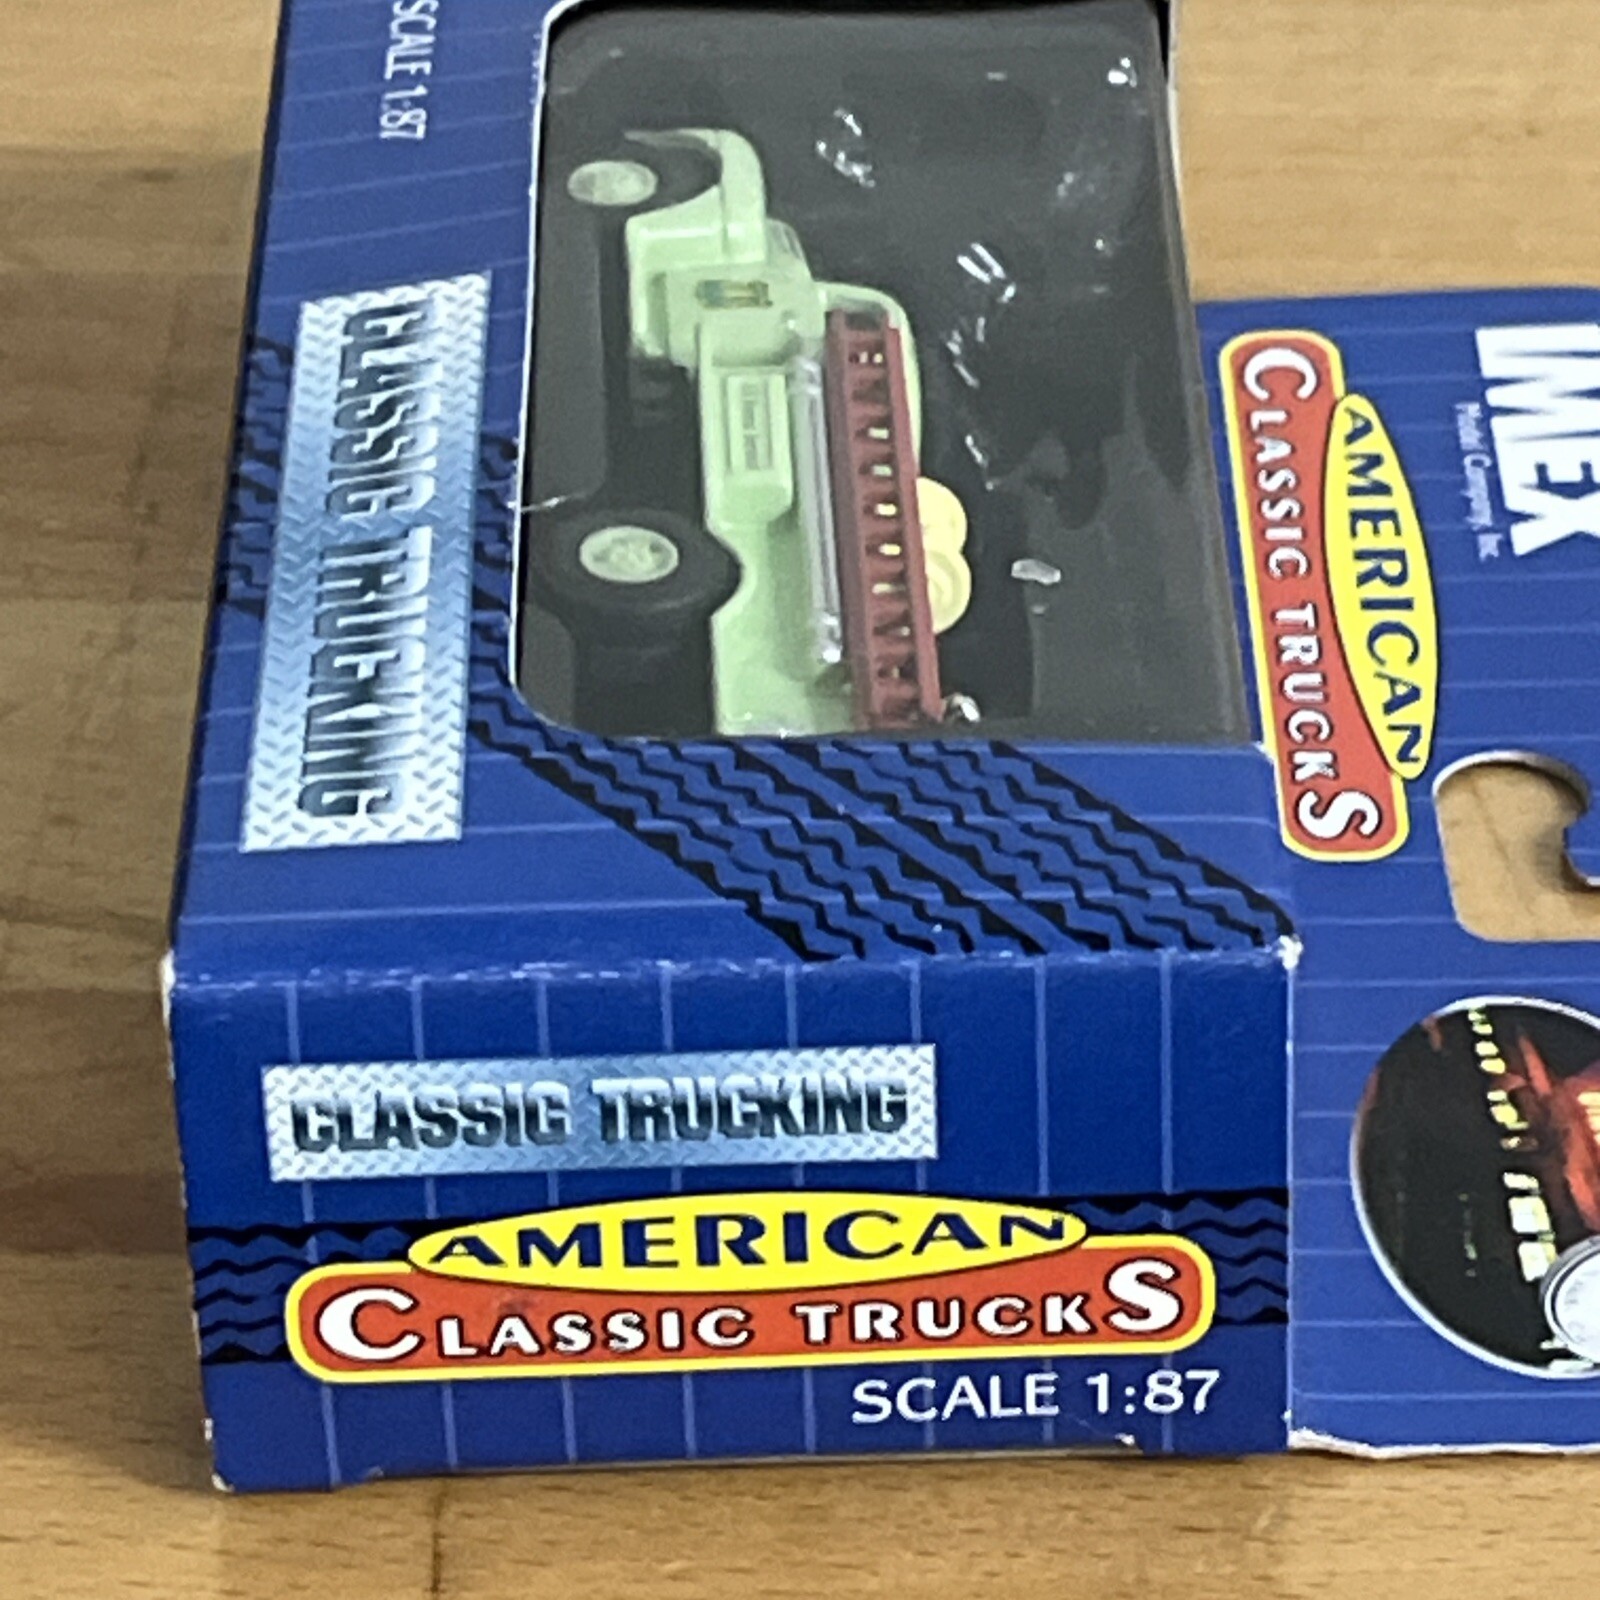 SCALE 1:87
CLASSIC TRUCKING
IMEX
Model Company, Inc.
AMERICAN
CLASSIC TRUCKS
CLASSIC TRUCKING
AMERICAN
CLASSIC TRUCKS
SCALE 1:87